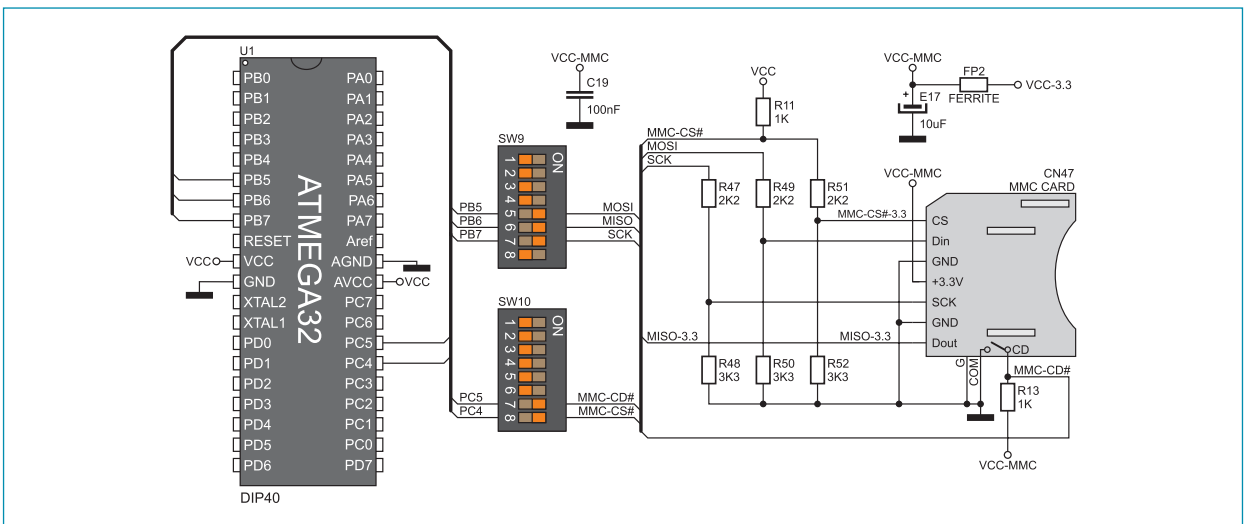 U1
PB0 PA0
PB1 PA1
PB2 PA2
PB3 PA3
PB4 PA4
PB5 PA5
PB6 PA6
PB7 PA7
RESET Aref
VCC VCC AGND
GND AVCC VCC
XTAL2 PC7
XTAL1 PC6
PD0 PC5
PD1 PC4
PD2 PC3
PD3 PC2
PD4 PC1
PD5 PC0
PD6 PD7
ATMEGA32
DIP40
VCC-MMC
C19
100nF
SW9
ON
1
2
3
4
5
6
7
8
PB5 MOSI
PB6 MISO
PB7 SCK
SW10
ON
1
2
3
4
5
6
7
8
PC5 MMC-CD#
PC4 MMC-CS#
VCC
R11
1K
MMC-CS#
MOSI
SCK
R47
2K2
R49
2K2
R51
2K2
MMC-CS#-3.3
MISO-3.3 MISO-3.3
R48
3K3
R50
3K3
R52
3K3
VCC-MMC
FP2
VCC-3.3
FERRITE
+
E17
10uF
VCC-MMC
CN47
MMC CARD
CS
Din
GND
+3.3V
SCK
GND
Dout
CD
G
COM
MMC-CD#
R13
1K
VCC-MMC